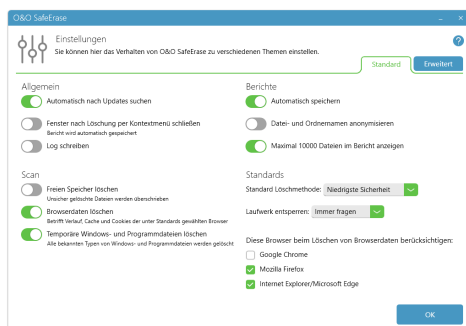 O&O SafeErase
Einstellungen
Sie können hier das Verhalten von O&O SafeErase zu verschiedenen Themen einstellen.
Standard
Erweitert
Allgemein
Automatisch nach Updates suchen
Fenster nach Löschung per Kontextmenü schließen
Bericht wird automatisch gespeichert
Log schreiben
Berichte
Automatisch speichern
Datei- und Ordnernamen anonymisieren
Maximal 10000 Dateien im Bericht anzeigen
Scan
Freien Speicher löschen
Unsicher gelöschte Dateien werden überschrieben
Browserdaten löschen
Betrifft Verlauf, Cache und Cookies der unter Standards gewählten Browser
Temporäre Windows- und Programmdateien löschen
Alle bekannten Typen von Windows- und Programmdateien werden gelöscht
Standards
Standard Löschmethode: Niedrigste Sicherheit
Laufwerk entsperren: Immer fragen
Diese Browser beim Löschen von Browserdaten berücksichtigen:
Google Chrome
Mozilla Firefox
Internet Explorer/Microsoft Edge
OK